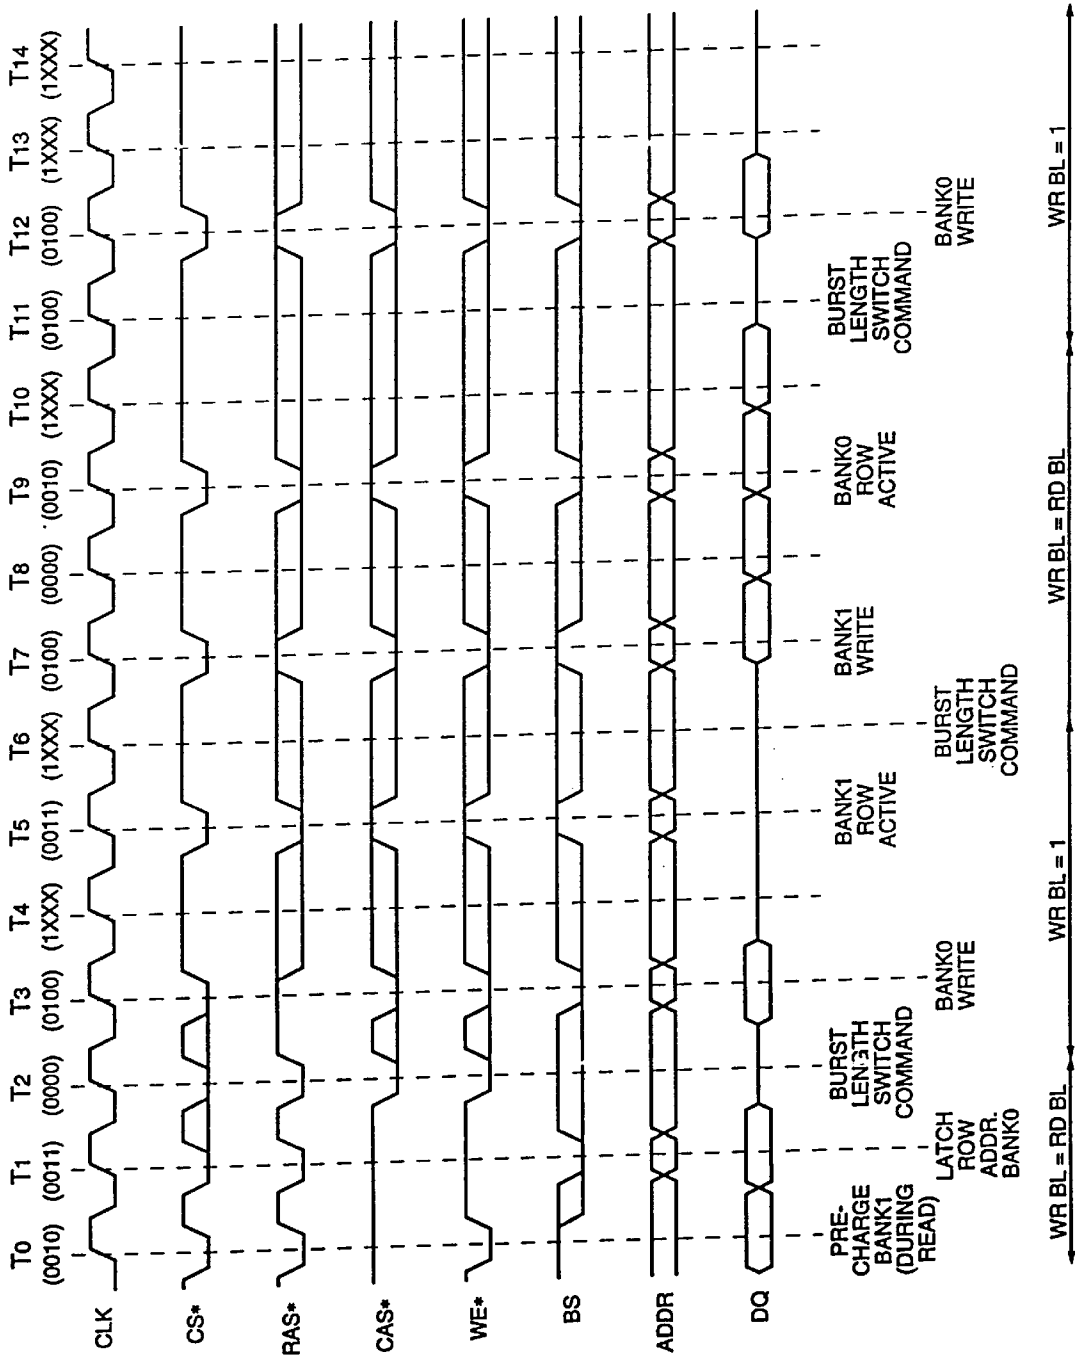 T0 T1 T2 T3 T4 T5 T6 T7 T8 T9 T10 T11 T12 T13 T14
(0010) (0011) (0000) (0100) (1XXX) (0011) (1XXX) (0100) (0000) (0010) (1XXX) (0100) (0100) (1XXX) (1XXX)
CLK
CS*
RAS*
CAS*
WE*
BS
ADDR
DQ
PRE-
CHARGE
BANK1
(DURING
READ)
LATCH
ROW
ADDR.
BANK0
BURST
LENGTH
SWITCH
COMMAND
BANK0
WRITE
BANK1
ROW
ACTIVE
BURST
LENGTH
SWITCH
COMMAND
BANK1
WRITE
BANK0
ROW
ACTIVE
BURST
LENGTH
SWITCH
COMMAND
BANK0
WRITE
WR BL = RD BL
WR BL = 1
WR BL = RD BL
WR BL = 1